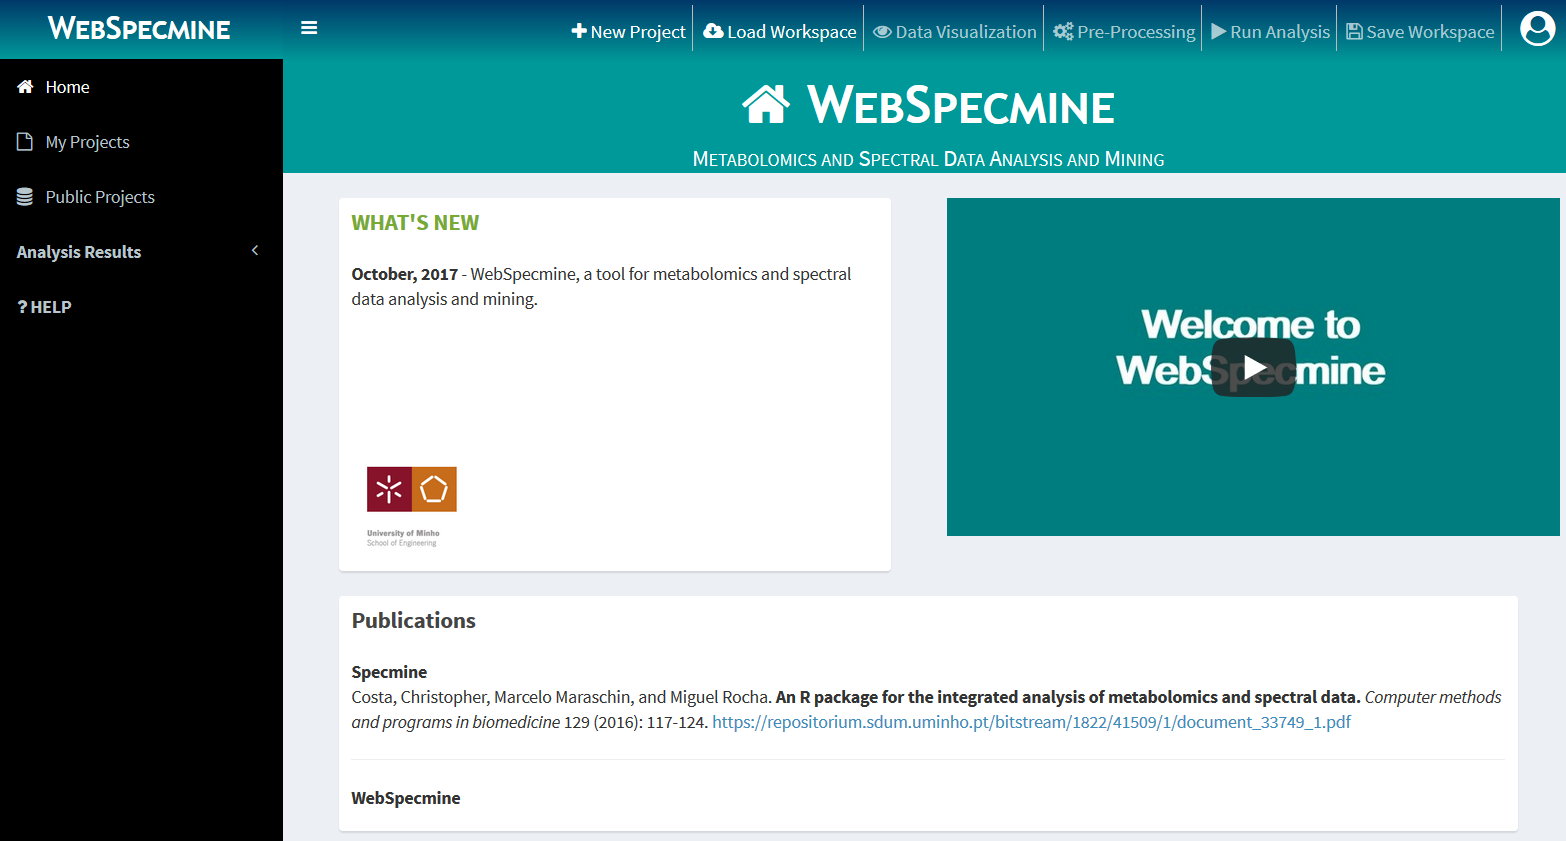 WebSpecmine
New Project
Load Workspace
Data Visualization
Pre-Processing
Run Analysis
Save Workspace
Home
My Projects
Public Projects
Analysis Results
? HELP
WebSpecmine
Metabolomics and Spectral Data Analysis and Mining
WHAT'S NEW
October, 2017 - WebSpecmine, a tool for metabolomics and spectral
data analysis and mining.
University of Minho
School of Engineering
Welcome to
WebSpecmine
Publications
Specmine
Costa, Christopher, Marcelo Maraschin, and Miguel Rocha. An R package for the integrated analysis of metabolomics and spectral data. Computer methods
and programs in biomedicine 129 (2016): 117-124. https://repositorium.sdum.uminho.pt/bitstream/1822/41509/1/document_33749_1.pdf
WebSpecmine